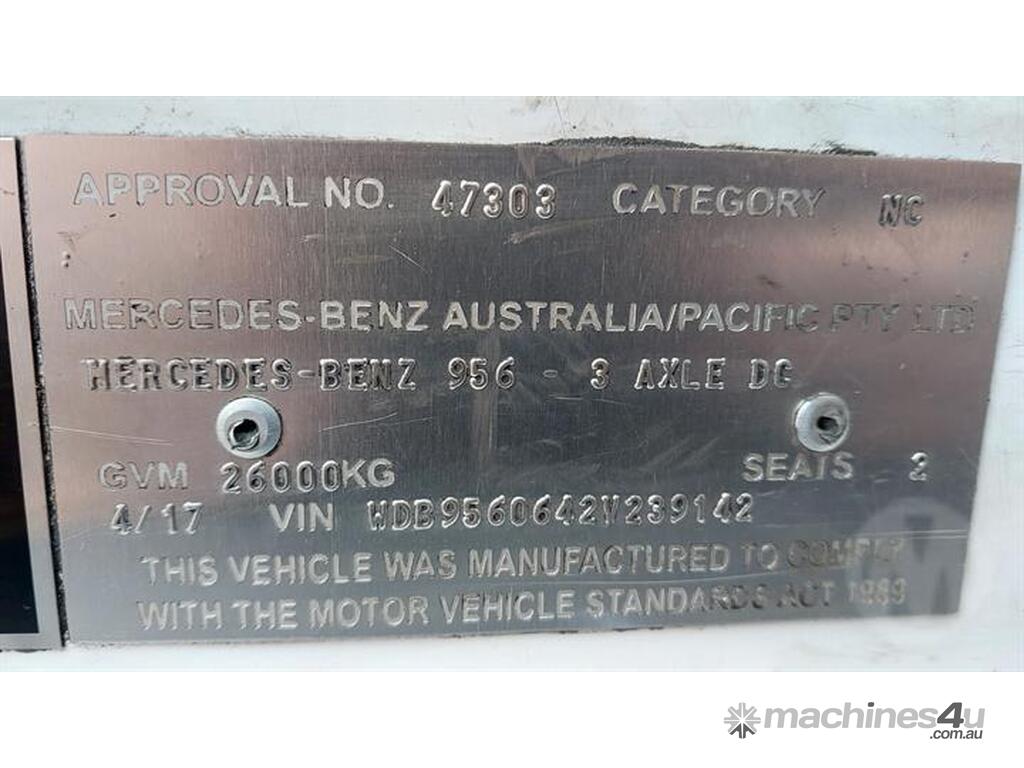 APPROVAL NO. 47303 CATEGORY NC
MERCEDES-BENZ AUSTRALIA/PACIFIC PTY LTD
MERCEDES-BENZ 956 - 3 AXLE DC
GVM 26000KG SEATS 2
4/17 VIN WDB9560642V239142
THIS VEHICLE WAS MANUFACTURED TO COMPLY
WITH THE MOTOR VEHICLE STANDARDS ACT 1989
machines4u
.com.au